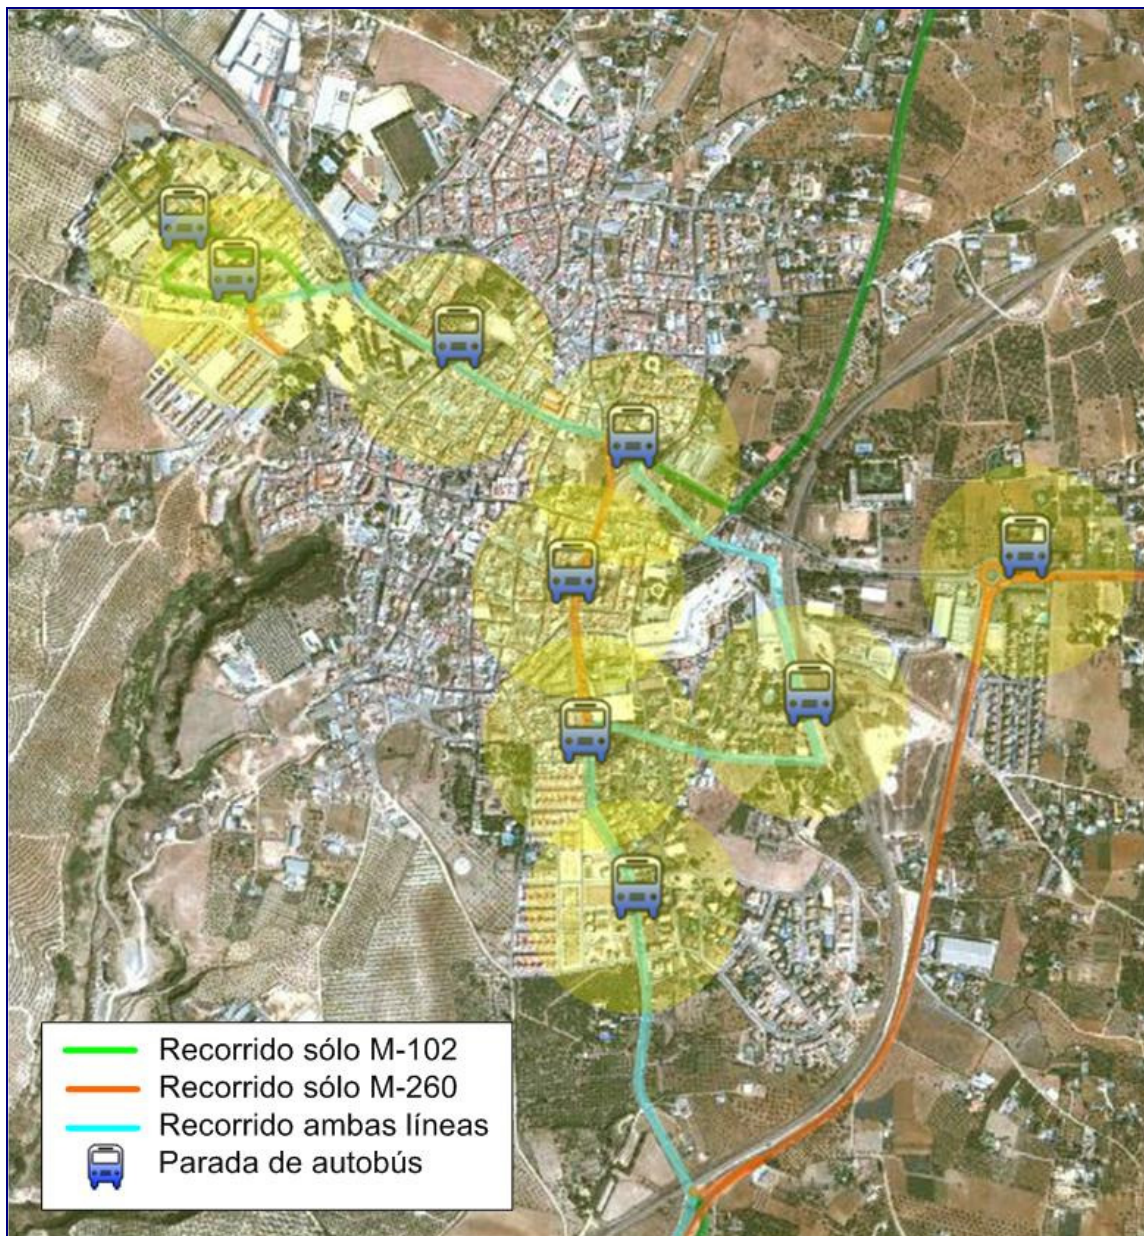 Recorrido sólo M-102
Recorrido sólo M-260
Recorrido ambas líneas
Parada de autobús